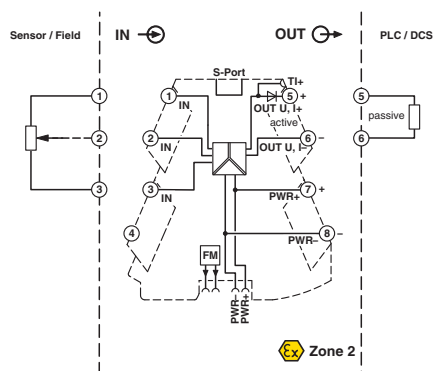 Sensor / Field
IN
OUT
PLC / DCS
S-Port
TI+
1
1
IN
5
+
OUT U, I+
active
5
passive
2
2
IN
6
–
OUT U, I–
6
3
3
IN
7
+
PWR+
4
8
–
PWR–
FM
PWR–
PWR+
Ex
Zone 2